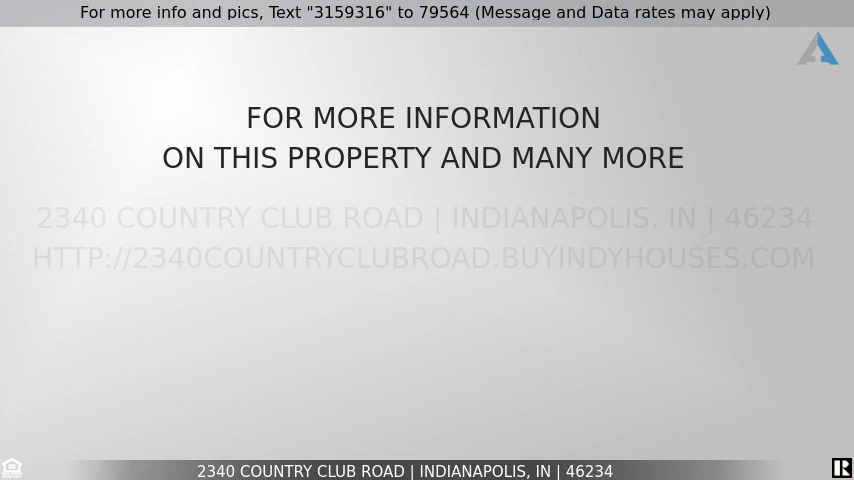 For more info and pics, Text "3159316" to 79564 (Message and Data rates may apply)
FOR MORE INFORMATION
ON THIS PROPERTY AND MANY MORE
2340 COUNTRY CLUB ROAD | INDIANAPOLIS, IN | 46234
HTTP://2340COUNTRYCLUBROAD.BUYINDYHOUSES.COM
2340 COUNTRY CLUB ROAD | INDIANAPOLIS, IN | 46234